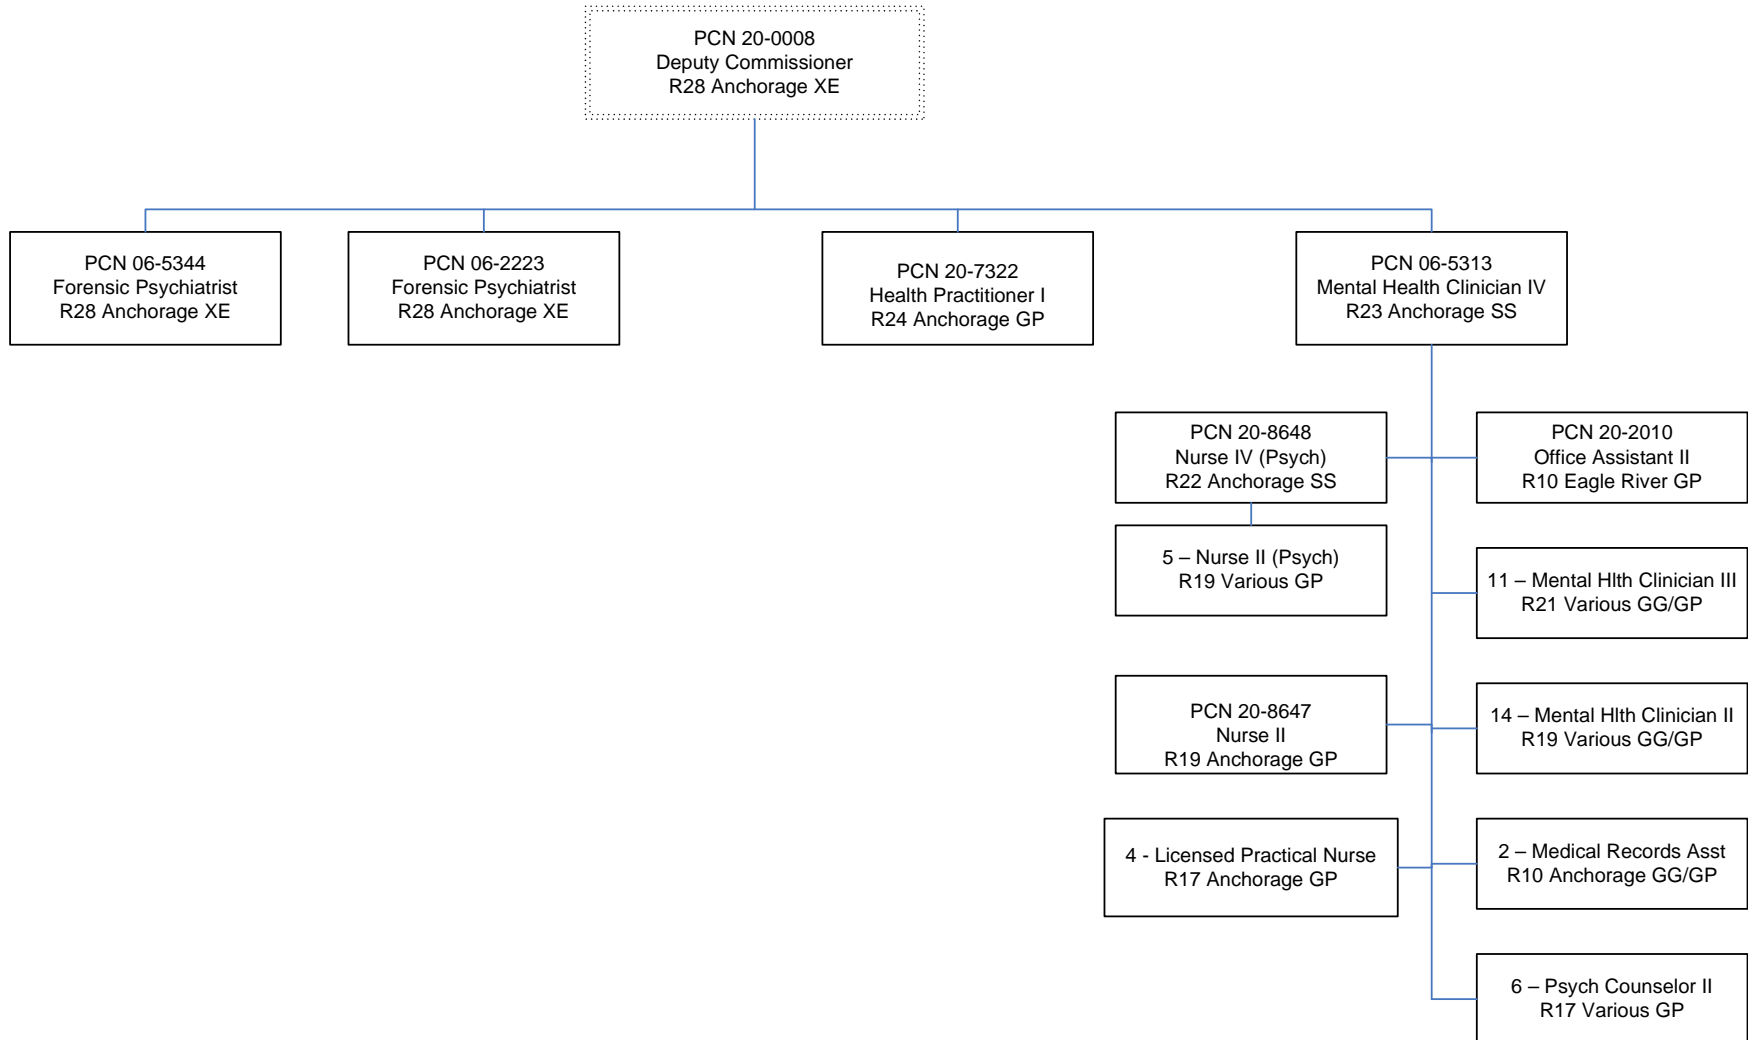 PCN 20-0008
Deputy Commissioner
R28 Anchorage XE
PCN 06-5344
Forensic Psychiatrist
R28 Anchorage XE
PCN 06-2223
Forensic Psychiatrist
R28 Anchorage XE
PCN 20-7322
Health Practitioner I
R24 Anchorage GP
PCN 06-5313
Mental Health Clinician IV
R23 Anchorage SS
PCN 20-8648
Nurse IV (Psych)
R22 Anchorage SS
PCN 20-2010
Office Assistant II
R10 Eagle River GP
5 – Nurse II (Psych)
R19 Various GP
11 – Mental Hlth Clinician III
R21 Various GG/GP
PCN 20-8647
Nurse II
R19 Anchorage GP
14 – Mental Hlth Clinician II
R19 Various GG/GP
4 - Licensed Practical Nurse
R17 Anchorage GP
2 – Medical Records Asst
R10 Anchorage GG/GP
6 – Psych Counselor II
R17 Various GP